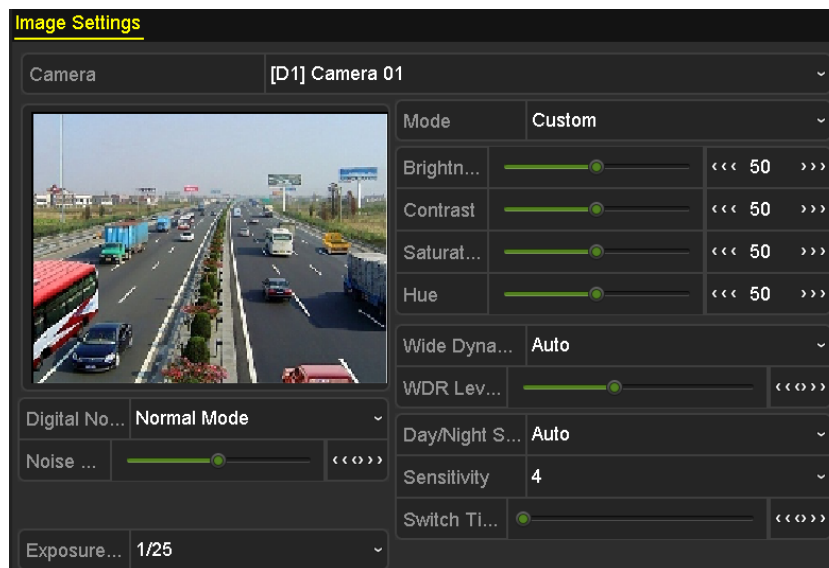 Image Settings
Camera [D1] Camera 01
Mode Custom
Brightn... ‹‹‹ 50 ›››
Contrast ‹‹‹ 50 ›››
Saturat... ‹‹‹ 50 ›››
Hue ‹‹‹ 50 ›››
Wide Dyna... Auto
WDR Lev...
Digital No... Normal Mode
Noise ...
Exposure... 1/25
Day/Night S... Auto
Sensitivity 4
Switch Ti...